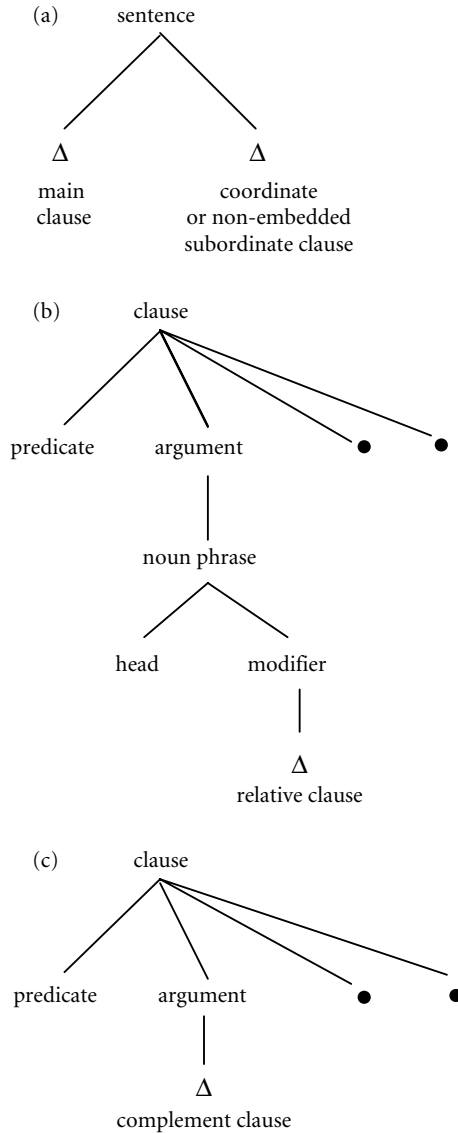 (a) sentence
Δ Δ
main coordinate
clause or non-embedded
subordinate clause
(b) clause
predicate argument ● ●
noun phrase
head modifier
Δ
relative clause
(c) clause
predicate argument ● ●
Δ
complement clause